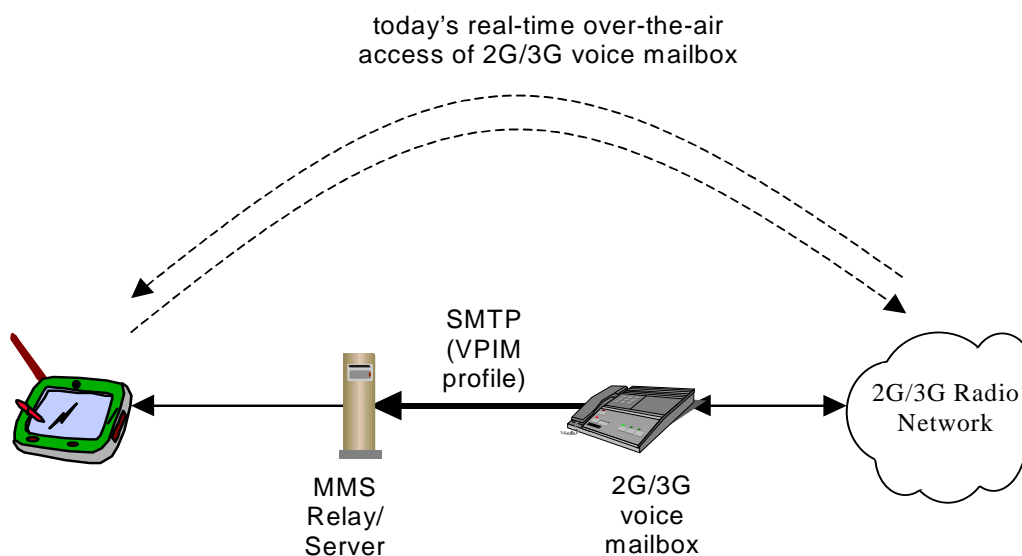 today's real-time over-the-air
access of 2G/3G voice mailbox
SMTP
(VPIM
profile)
2G/3G Radio
Network
MMS
Relay/
Server
2G/3G
voice
mailbox